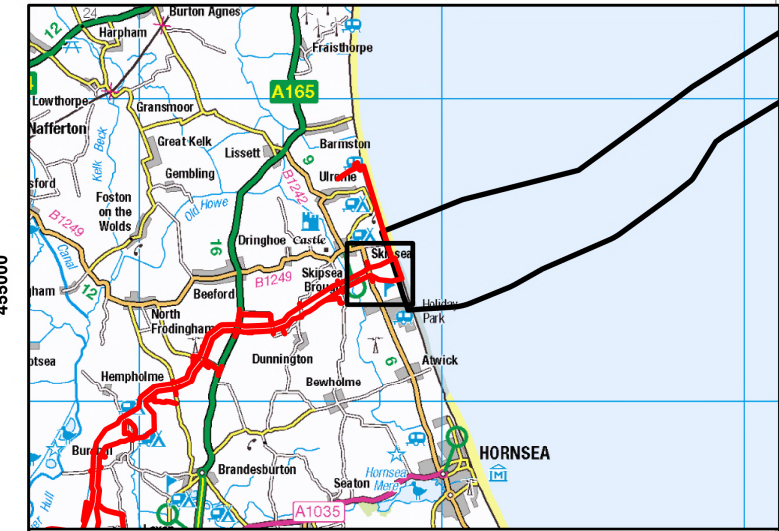 24
Burton Agnes
12
Harpham
Fraisthorpe
A165
Lowthorpe
Gransmoor
Nafferton
Kelk Beck
Barmston
Great Kelk
Lissett
9
Gembling
B1242
Ulrome
sford
Foston
on the
Wolds
Old Howe
B1249
16
Dringhoe
Castle
Skipsea
Canal
B1249
Skipsea
Brough
gham
12
Beeford
455000
North
Frodingham
Holiday
Park
otsea
Dunnington
6
Atwick
Hempholme
Bewholme
HORNSEA
Brandesburton
Seaton
Hornsea
Mere
Hull
A1035